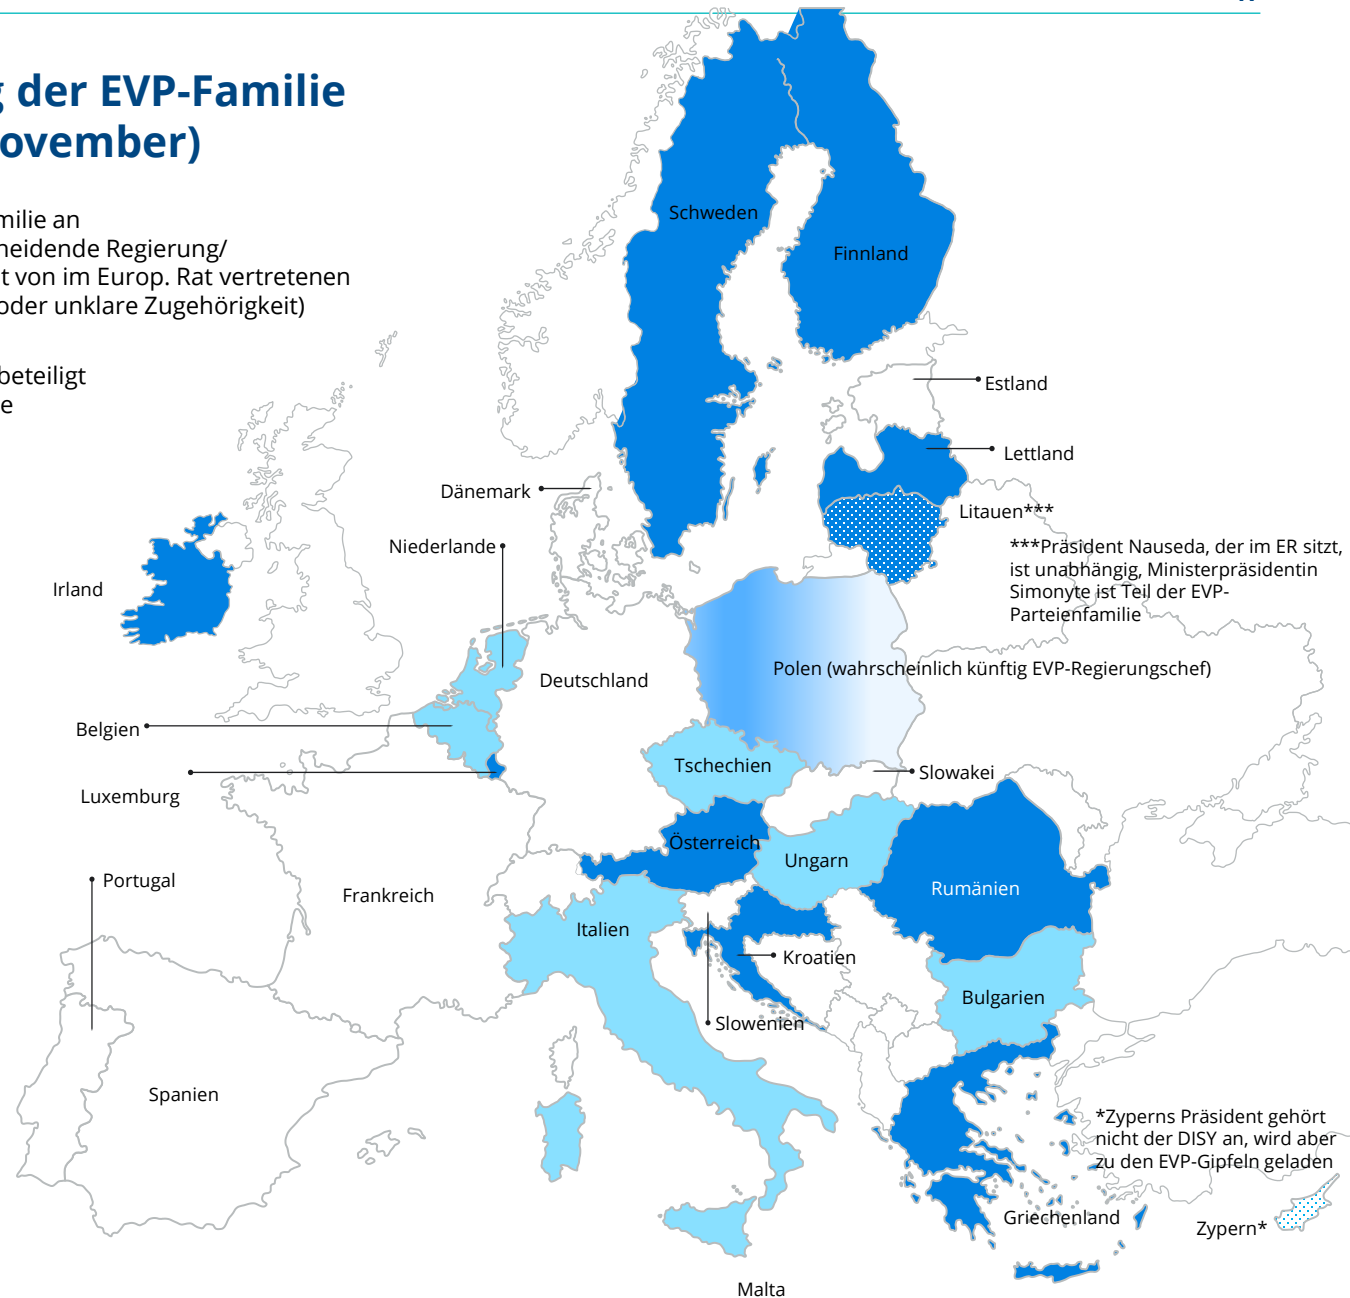 der EVP-Familie
ovember)
milie an
heidende Regierung/
t von im Europ. Rat vertretenen
oder unklare Zugehörigkeit)
beteiligt
e
Schweden
Finnland
Estland
Lettland
Dänemark
Litauen***
Niederlande
***Präsident Nauseda, der im ER sitzt,
ist unabhängig, Ministerpräsidentin
Simonyte ist Teil der EVP-
Parteienfamilie
Irland
Polen (wahrscheinlich künftig EVP-Regierungschef)
Deutschland
Belgien
Tschechien
Slowakei
Luxemburg
Österreich
Ungarn
Portugal
Rumänien
Frankreich
Italien
Kroatien
Bulgarien
Slowenien
Spanien
*Zyperns Präsident gehört
nicht der DISY an, wird aber
zu den EVP-Gipfeln geladen
Griechenland
Zypern*
Malta